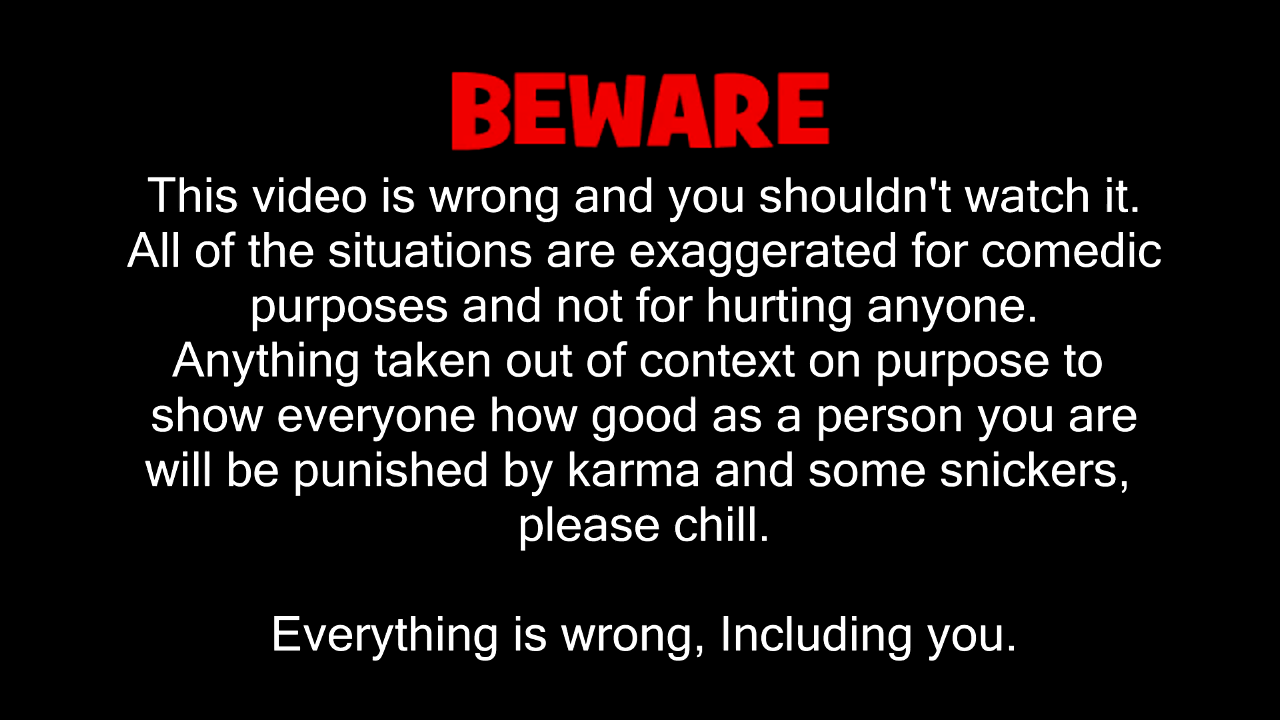 BEWARE
This video is wrong and you shouldn't watch it.
All of the situations are exaggerated for comedic
purposes and not for hurting anyone.
Anything taken out of context on purpose to
show everyone how good as a person you are
will be punished by karma and some snickers,
please chill.
Everything is wrong, Including you.